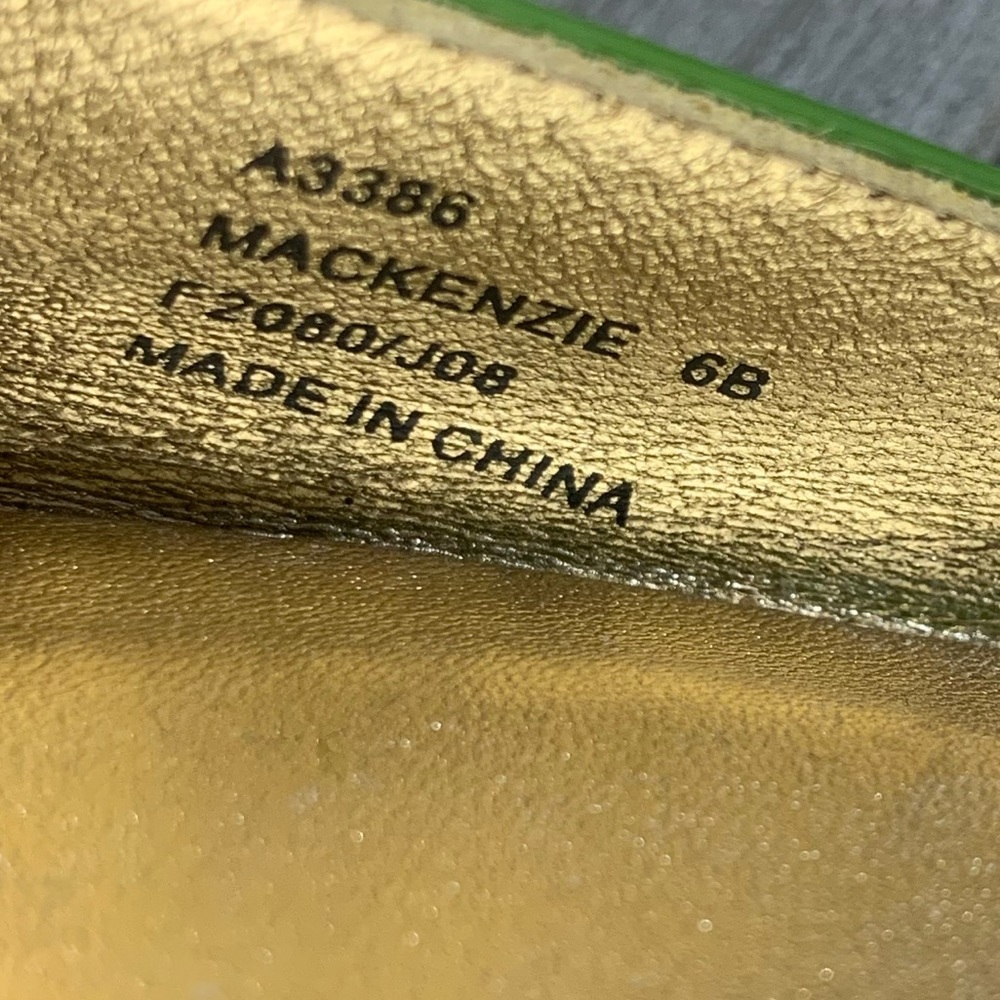 A3386
MACKENZIE 6B
F2080/J08
MADE IN CHINA